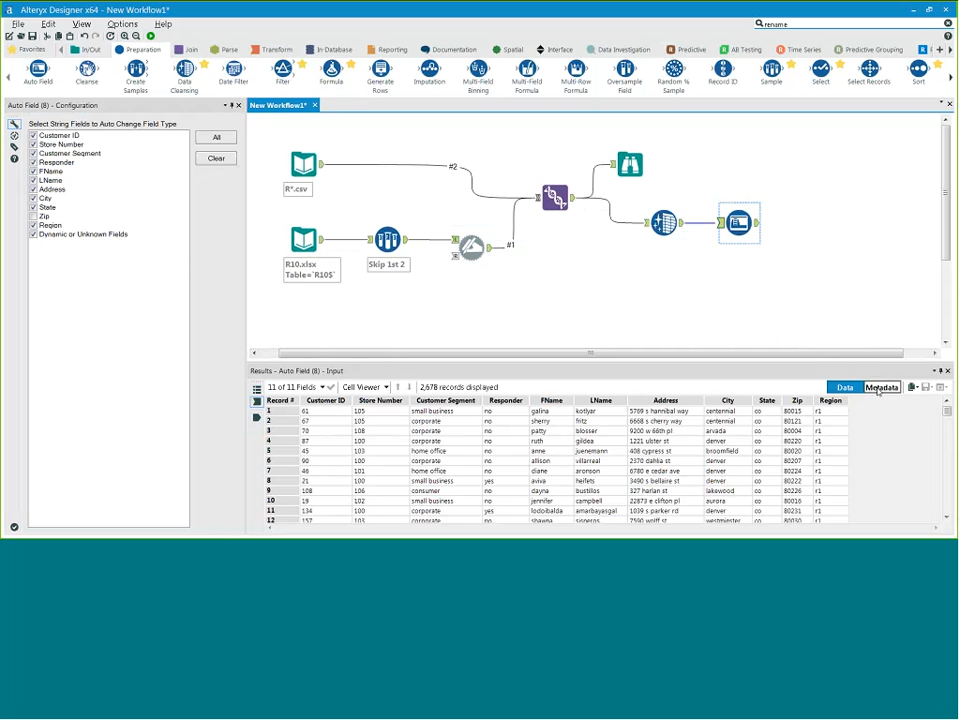 a Alteryx Designer x64 - New Workflow1*
File Edit View Options Help
rename
Favorites In/Out Preparation Join Parse Transform In-Database Reporting Documentation Spatial Interface Data Investigation Predictive AB Testing Time Series Predictive Grouping
Auto Field Cleanse Create Samples Data Cleansing Date Filter Filter Formula Generate Rows Imputation Multi-Field Binning Multi-Field Formula Multi-Row Formula Oversample Field Random % Sample Record ID Sample Select Select Records Sort
Auto Field (8) - Configuration
New Workflow1*
Select String Fields to Auto Change Field Type
Customer ID
Store Number
Customer Segment
Responder
FName
LName
Address
City
State
Zip
Region
Dynamic or Unknown Fields
All
Clear
#2
R*.csv
#1
R10.xlsx
Table=`R10$`
Skip 1st 2
Results - Auto Field (8) - Input
11 of 11 Fields Cell Viewer 2,678 records displayed Data Metadata
Record # Customer ID Store Number Customer Segment Responder FName LName Address City State Zip Region
1 61 105 small business no galina kotlyar 5769 s hannibal way centennial co 80015 r1
2 67 105 corporate no sherry fritz 6668 s cherry way centennial co 80121 r1
3 70 108 corporate no patty blosser 9200 w 66th pl arvada co 80004 r1
4 87 100 corporate no ruth gildea 1221 ulster st denver co 80220 r1
5 45 103 home office no anne juenemann 408 cypress st broomfield co 80020 r1
6 90 100 corporate no allison villarreal 2370 dahlia st denver co 80207 r1
7 46 101 home office no diane aronson 6780 e cedar ave denver co 80224 r1
8 21 100 small business yes aviva heifets 3490 s bellaire st denver co 80222 r1
9 108 106 consumer no dayna bustillos 327 harlan st lakewood co 80226 r1
10 19 102 small business no jennifer campbell 22873 e clifton pl aurora co 80016 r1
11 134 100 corporate yes lodoibalda amarbayasgal 1039 s parker rd denver co 80231 r1
12 157 103 corporate no shawna sisneros 7590 wolff st westminster co 80030 r1